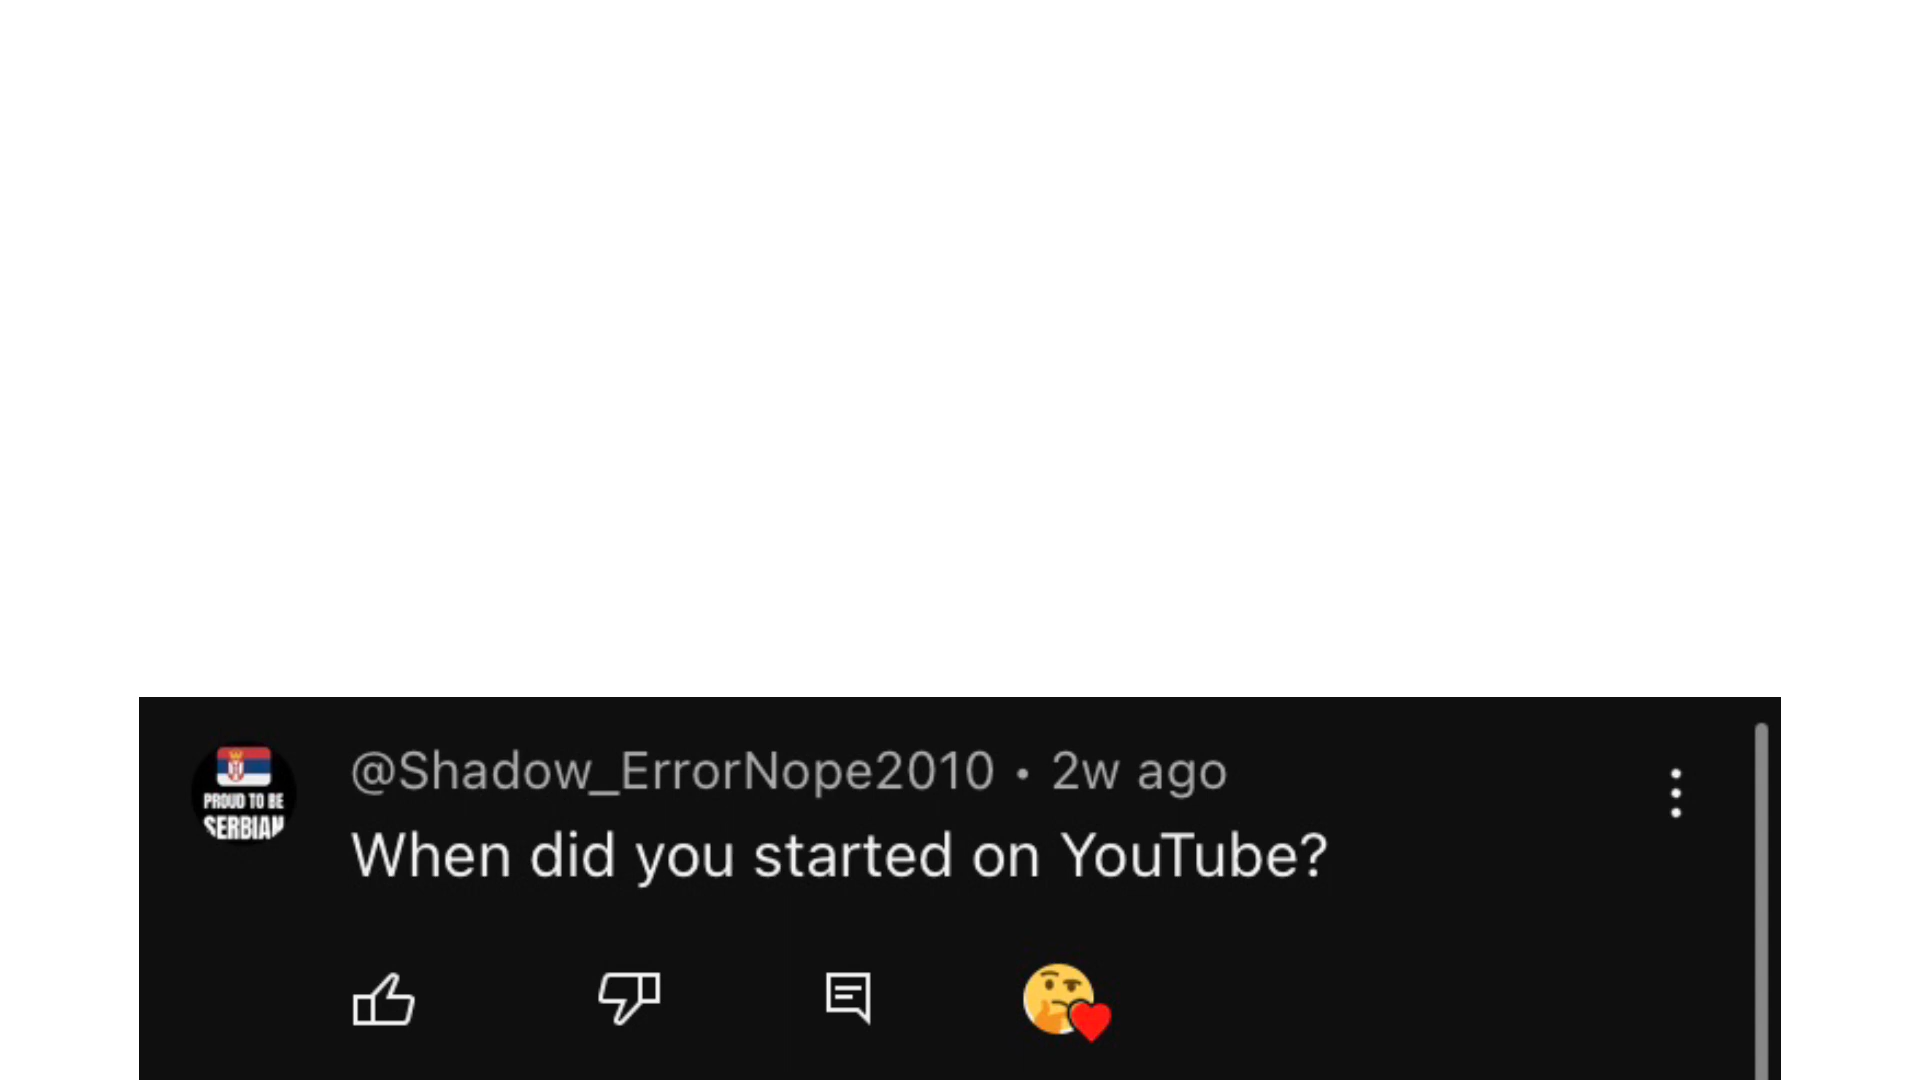 @Shadow_ErrorNope2010 • 2w ago
PROUD TO BE
SERBIAN
When did you started on YouTube?